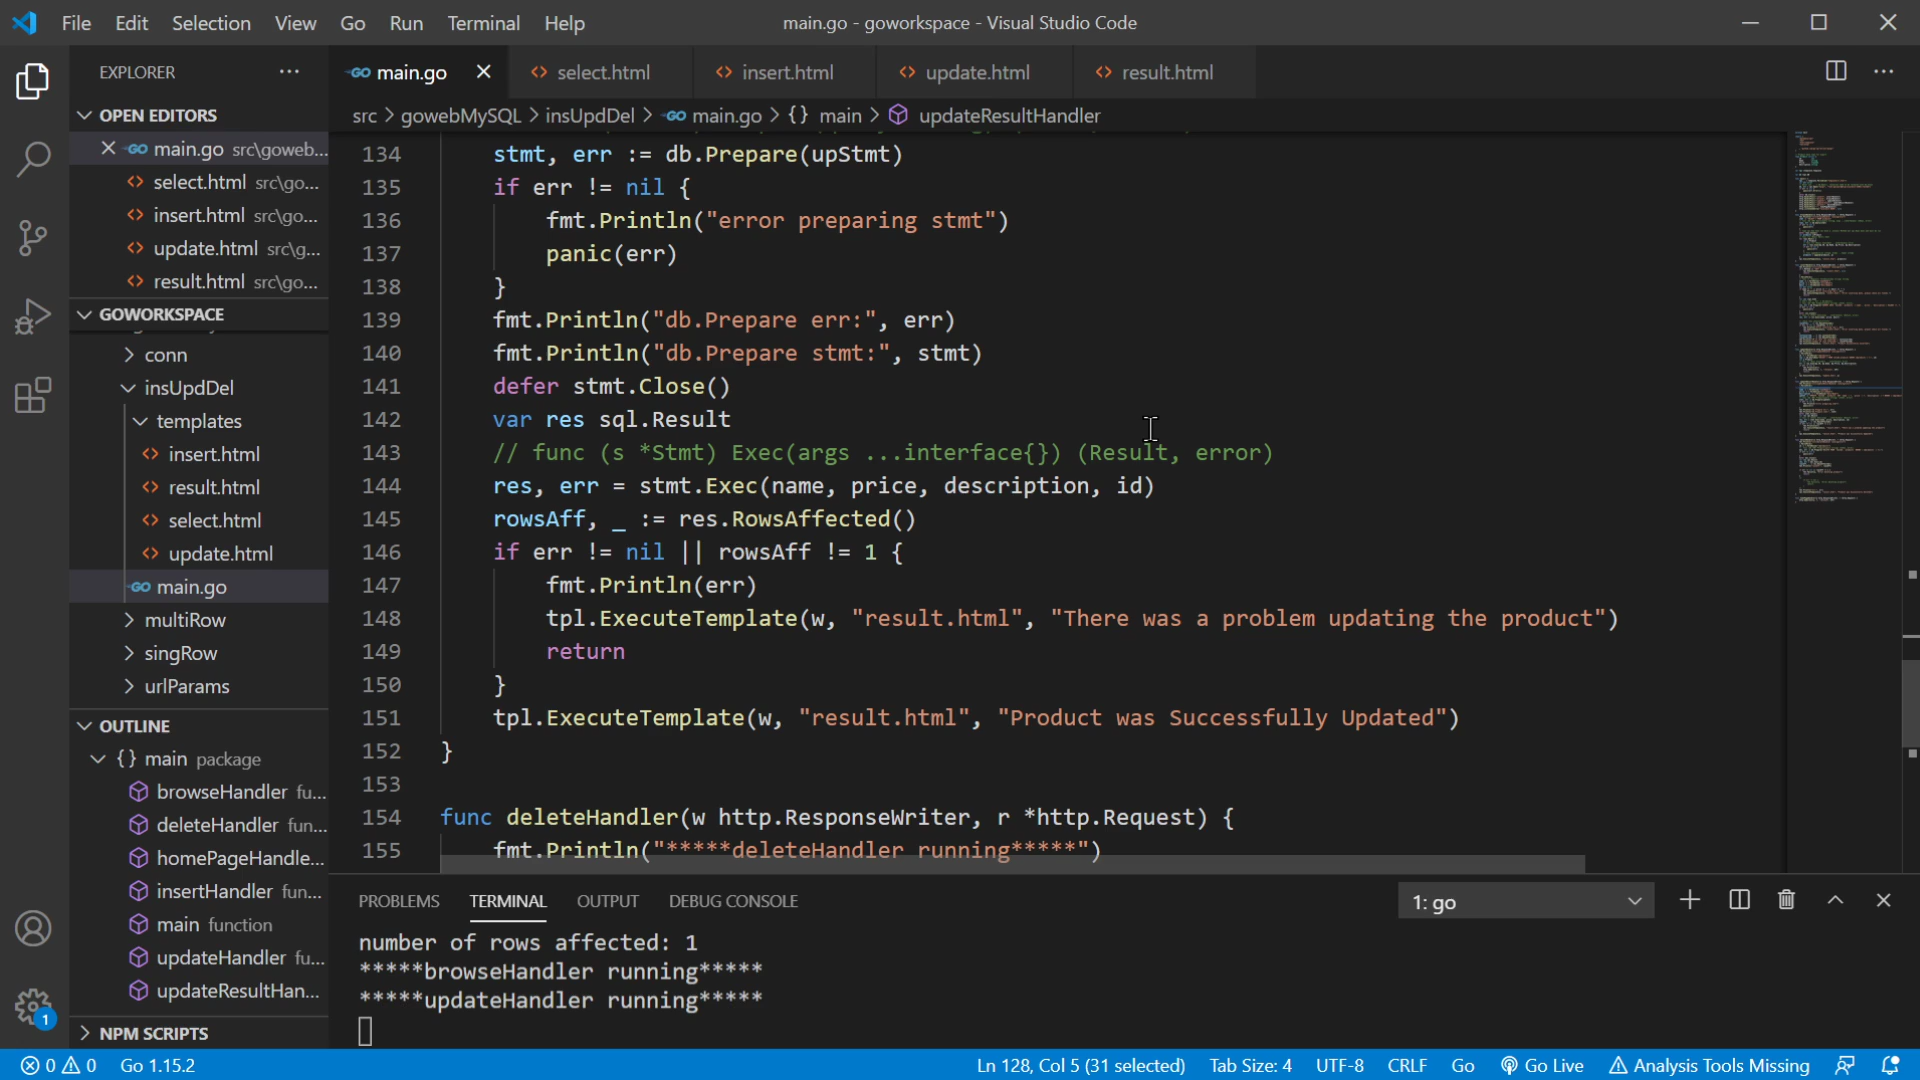 File Edit Selection View Go Run Terminal Help
main.go - goworkspace - Visual Studio Code
EXPLORER
main.go
select.html
insert.html
update.html
result.html
src > gowebMySQL > insUpdDel > main.go > {} main > updateResultHandler
OPEN EDITORS
main.go src\goweb...
select.html src\go...
insert.html src\go...
update.html src\g...
result.html src\go...
GOWORKSPACE
conn
insUpdDel
templates
insert.html
result.html
select.html
update.html
main.go
multiRow
singRow
urlParams
OUTLINE
{} main package
browseHandler fu...
deleteHandler fun...
homePageHandle...
insertHandler fun...
main function
updateHandler fu...
updateResultHan...
NPM SCRIPTS
134 stmt, err := db.Prepare(upStmt)
135 if err != nil {
136 fmt.Println("error preparing stmt")
137 panic(err)
138 }
139 fmt.Println("db.Prepare err:", err)
140 fmt.Println("db.Prepare stmt:", stmt)
141 defer stmt.Close()
142 var res sql.Result
143 // func (s *Stmt) Exec(args ...interface{}) (Result, error)
144 res, err = stmt.Exec(name, price, description, id)
145 rowsAff, _ := res.RowsAffected()
146 if err != nil || rowsAff != 1 {
147 fmt.Println(err)
148 tpl.ExecuteTemplate(w, "result.html", "There was a problem updating the product")
149 return
150 }
151 tpl.ExecuteTemplate(w, "result.html", "Product was Successfully Updated")
152 }
153
154 func deleteHandler(w http.ResponseWriter, r *http.Request) {
155 fmt.Println("*****deleteHandler running*****")
PROBLEMS TERMINAL OUTPUT DEBUG CONSOLE
1: go
number of rows affected: 1
*****browseHandler running*****
*****updateHandler running*****
1
0 0 Go 1.15.2
Ln 128, Col 5 (31 selected) Tab Size: 4 UTF-8 CRLF Go Go Live Analysis Tools Missing